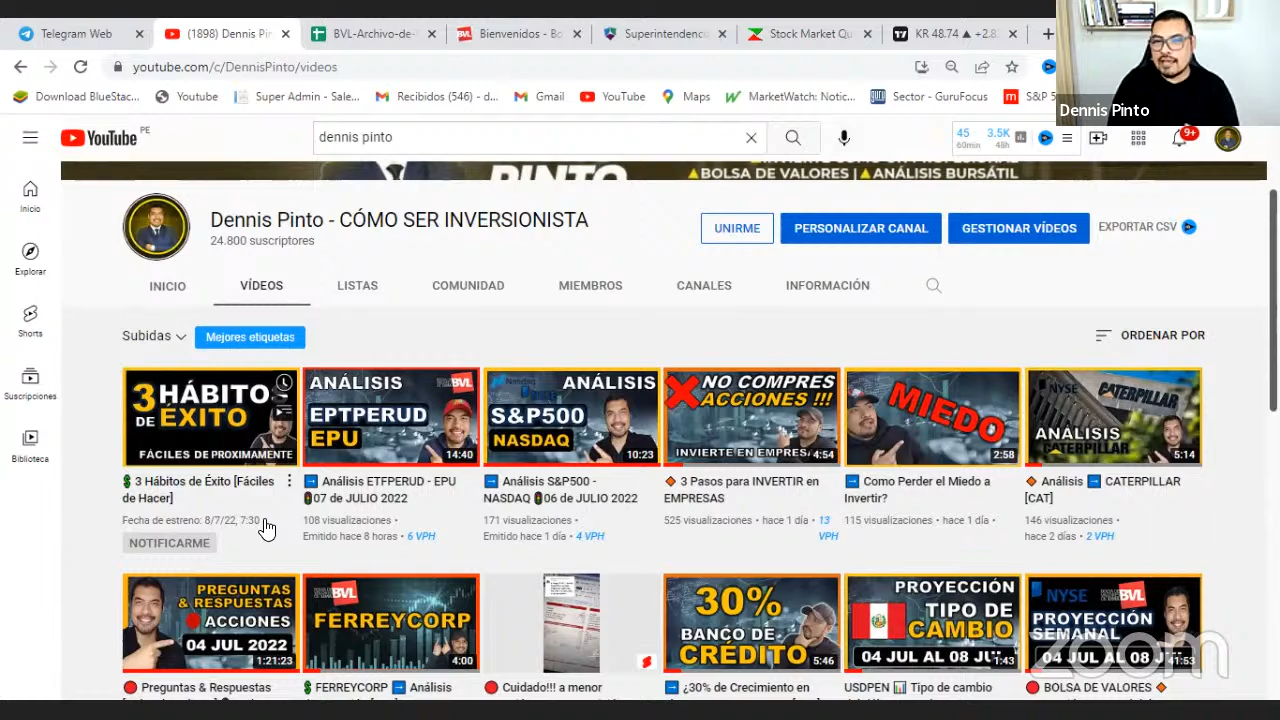 Telegram Web
(1898) Dennis Pin
BVL-Archivo de
Bienvenidos - Bo
Superintendenc
Stock Market Qu
KR 48.74 ▲ +2.8
youtube.com/c/DennisPinto/videos
Dennis Pinto
Download BlueStac...
Youtube
Super Admin - Sale...
Recibidos (546) - d...
Gmail
YouTube
Maps
MarketWatch: Notic...
Sector - GuruFocus
S&P 5
YouTube PE
dennis pinto
45
60min
3.5K
48h
9+
PINTO
▲BOLSA DE VALORES | ▲ANÁLISIS BURSÁTIL
Dennis Pinto - CÓMO SER INVERSIONISTA
24.800 suscriptores
UNIRME
PERSONALIZAR CANAL
GESTIONAR VÍDEOS
EXPORTAR CSV
Inicio
Explorar
Shorts
Suscripciones
Biblioteca
INICIO
VÍDEOS
LISTAS
COMUNIDAD
MIEMBROS
CANALES
INFORMACIÓN
Subidas
Mejores etiquetas
ORDENAR POR
3 HÁBITO
DE ÉXITO
FÁCILES DE PROXIMAMENTE
3 Hábitos de Éxito [Fáciles
de Hacer]
Fecha de estreno: 8/7/22, 7:30
NOTIFICARME
ANÁLISIS
BVL
EPTPERUD
EPU
14:40
Análisis ETFPERUD - EPU
07 de JULIO 2022
108 visualizaciones •
Emitido hace 8 horas • 6 VPH
Nasdaq
ANÁLISIS
S&P500
NASDAQ
10:23
Análisis S&P500 -
NASDAQ 06 de JULIO 2022
171 visualizaciones •
Emitido hace 1 día • 4 VPH
NO COMPRES
ACCIONES !!!
INVIERTE EN EMPRESA
4:54
3 Pasos para INVERTIR en
EMPRESAS
525 visualizaciones • hace 1 día • 13
VPH
MIEDO
2:58
Como Perder el Miedo a
Invertir?
115 visualizaciones • hace 1 día •
NYSE
CATERPILLAR
ANÁLISIS
CATERPILLAR
5:14
Análisis CATERPILLAR
[CAT]
146 visualizaciones •
hace 2 días • 2 VPH
PREGUNTAS
& RESPUESTAS
ACCIONES
04 JUL 2022
1:21:23
Preguntas & Respuestas
BVL
FERREYCORP
4:00
FERREYCORP Análisis
Cuidado!!! a menor
30%
BANCO DE
CRÉDITO
5:46
¿30% de Crecimiento en
PROYECCIÓN
TIPO DE
CAMBIO
04 JUL AL 08 JU
1:43
USDPEN Tipo de cambio
NYSE
BVL
PROYECCIÓN
SEMANAL
04 JUL AL 08 J
41:53
BOLSA DE VALORES
zoom